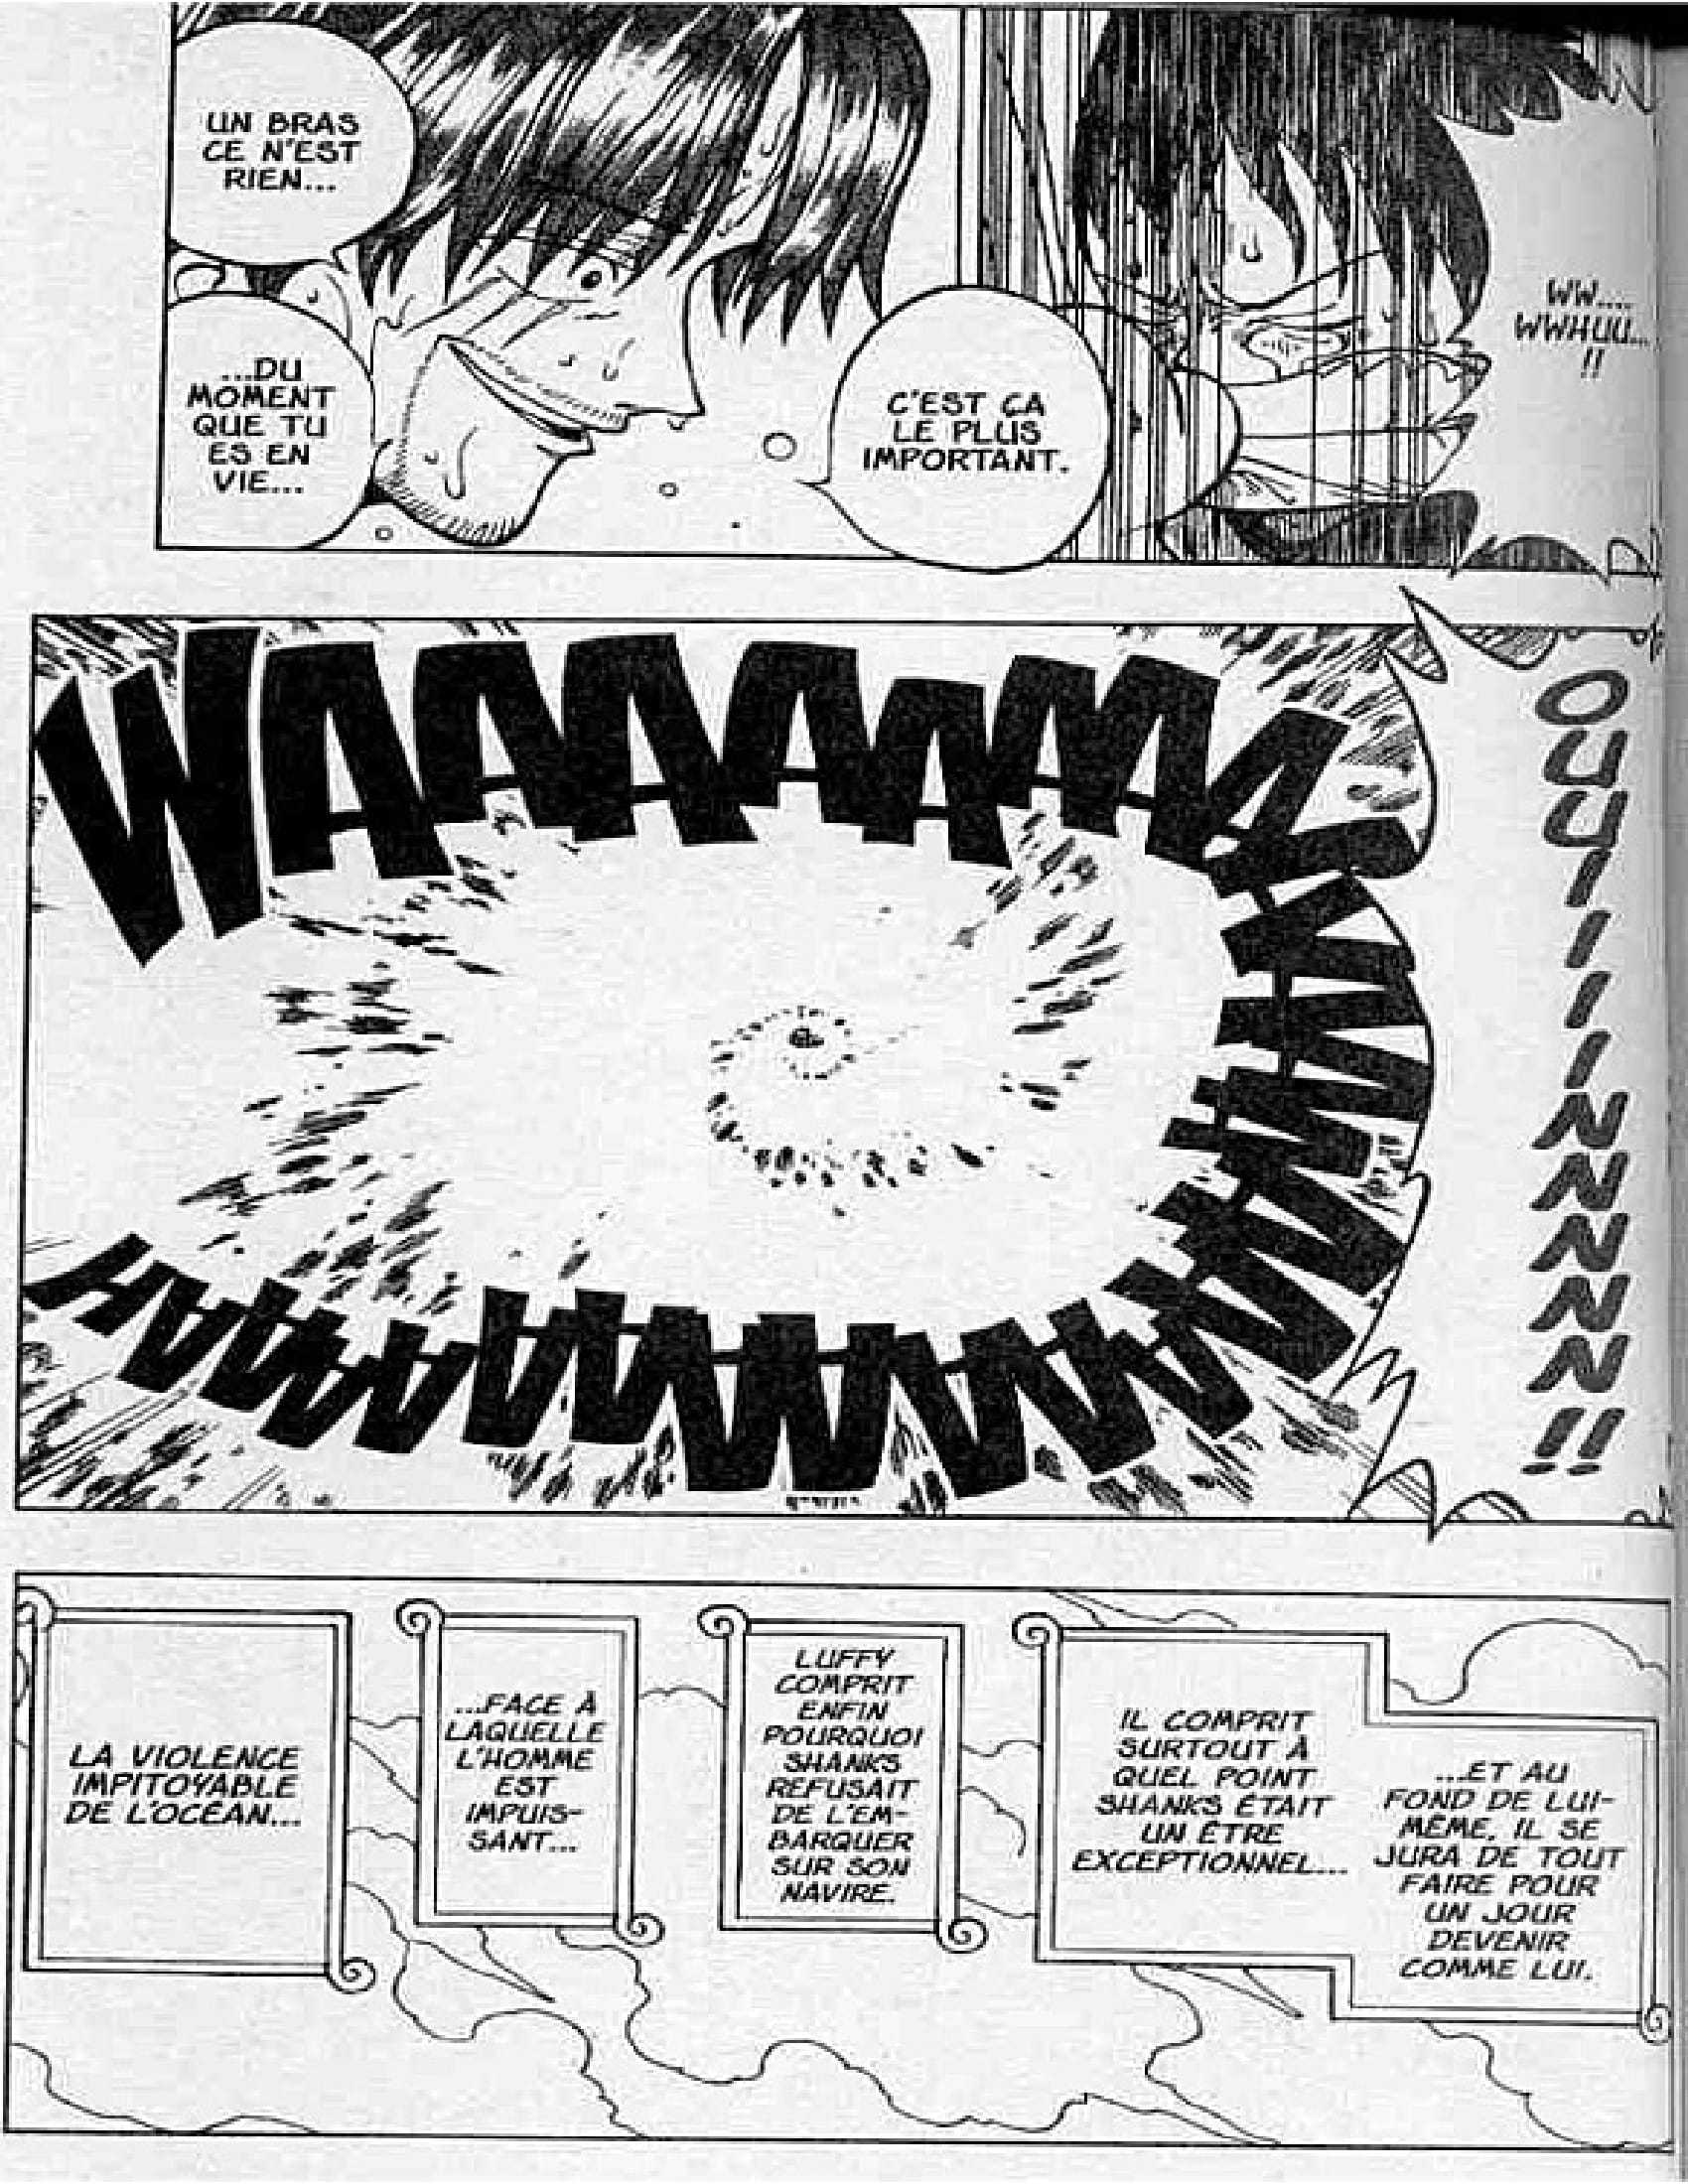 UN BRAS
CE N'EST
RIEN...
...DU
MOMENT
QUE TU
ES EN
VIE...
C'EST ÇA
LE PLUS
IMPORTANT.
WW....
WWHUU...
!!
OUUIIIINNNNN!!
LA VIOLENCE
IMPITOYABLE
DE L'OCÉAN...
...FACE À
LAQUELLE
L'HOMME
EST
IMPUIS-
SANT...
LUFFY
COMPRIT
ENFIN
POURQUOI
SHANKS
REFUSAIT
DE L'EM-
BARQUER
SUR SON
NAVIRE.
IL COMPRIT
SURTOUT À
QUEL POINT
SHANKS ÉTAIT
UN ÊTRE
EXCEPTIONNEL...
...ET AU
FOND DE LUI-
MÊME, IL SE
JURA DE TOUT
FAIRE POUR
UN JOUR
DEVENIR
COMME LUI.